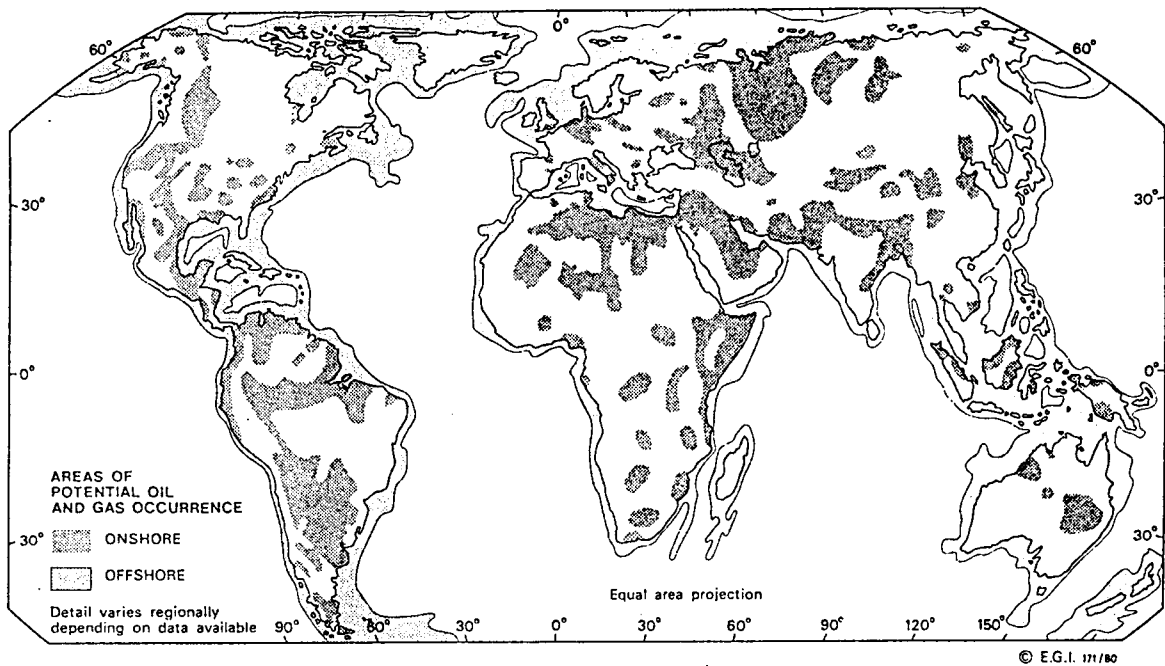 0°
60°
60°
30°
30°
0°
0°
30°
30°
AREAS OF
POTENTIAL OIL
AND GAS OCCURRENCE
ONSHORE
OFFSHORE
Detail varies regionally
depending on data available
Equal area projection
90°
60°
30°
0°
30°
60°
90°
120°
150°
© E.G.I. 171/80